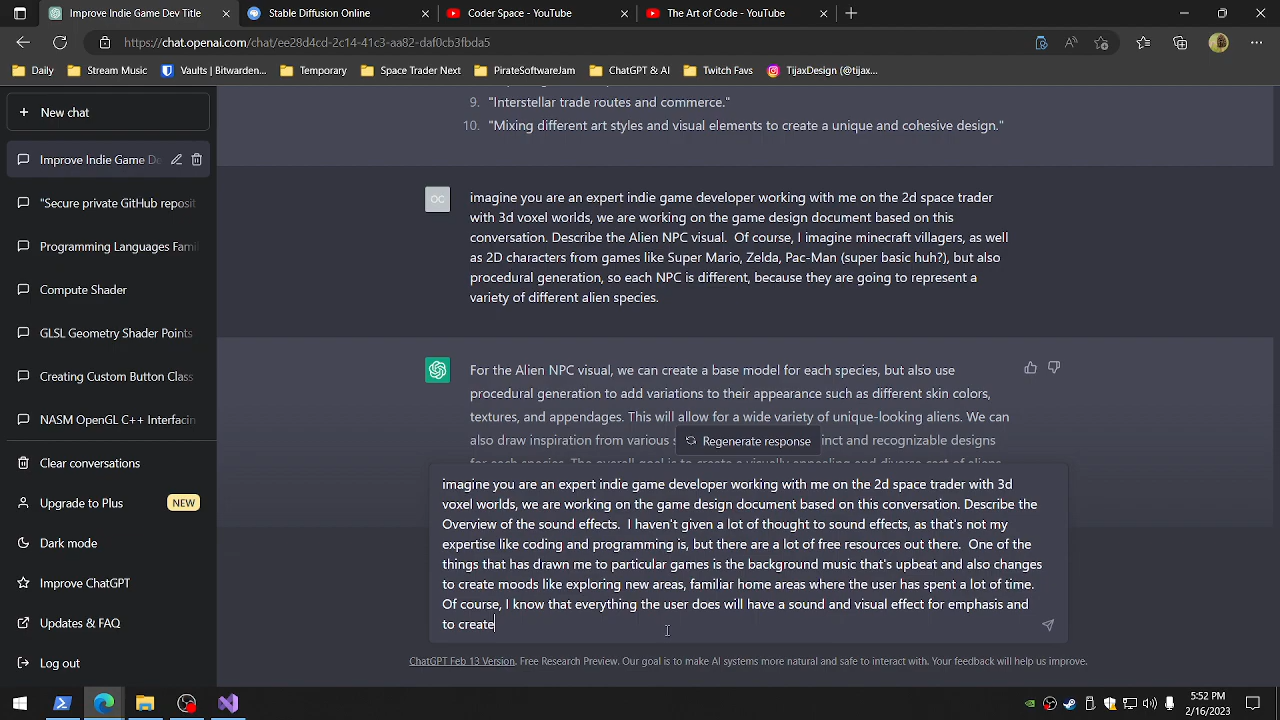 Improve Indie Game Dev Title
Stable Diffusion Online
Coder Space - YouTube
The Art of Code - YouTube
https://chat.openai.com/chat/ee28d4cd-2c14-41c3-aa82-daf0cb3fbda5
Daily
Stream Music
Vaults | Bitwarden...
Temporary
Space Trader Next
PirateSoftwareJam
ChatGPT & AI
Twitch Favs
TijaxDesign (@tijax...
New chat
Improve Indie Game De
"Secure private GitHub reposit
Programming Languages Fami
Compute Shader
GLSL Geometry Shader Points
Creating Custom Button Class
NASM OpenGL C++ Interfacin
Clear conversations
Upgrade to Plus NEW
Dark mode
Improve ChatGPT
Updates & FAQ
Log out
9. "Interstellar trade routes and commerce."
10. "Mixing different art styles and visual elements to create a unique and cohesive design."
OC
imagine you are an expert indie game developer working with me on the 2d space trader
with 3d voxel worlds, we are working on the game design document based on this
conversation. Describe the Alien NPC visual.  Of course, I imagine minecraft villagers, as well
as 2D characters from games like Super Mario, Zelda, Pac-Man (super basic huh?), but also
procedural generation, so each NPC is different, because they are going to represent a
variety of different alien species.
For the Alien NPC visual, we can create a base model for each species, but also use
procedural generation to add variations to their appearance such as different skin colors,
textures, and appendages. This will allow for a wide variety of unique-looking aliens. We can
also draw inspiration from various s
inct and recognizable designs
Regenerate response
imagine you are an expert indie game developer working with me on the 2d space trader with 3d
voxel worlds, we are working on the game design document based on this conversation. Describe the
Overview of the sound effects.  I haven't given a lot of thought to sound effects, as that's not my
expertise like coding and programming is, but there are a lot of free resources out there.  One of the
things that has drawn me to particular games is the background music that's upbeat and also changes
to create moods like exploring new areas, familiar home areas where the user has spent a lot of time.
Of course, I know that everything the user does will have a sound and visual effect for emphasis and
to create
ChatGPT Feb 13 Version. Free Research Preview. Our goal is to make AI systems more natural and safe to interact with. Your feedback will help us improve.
5:52 PM
2/16/2023